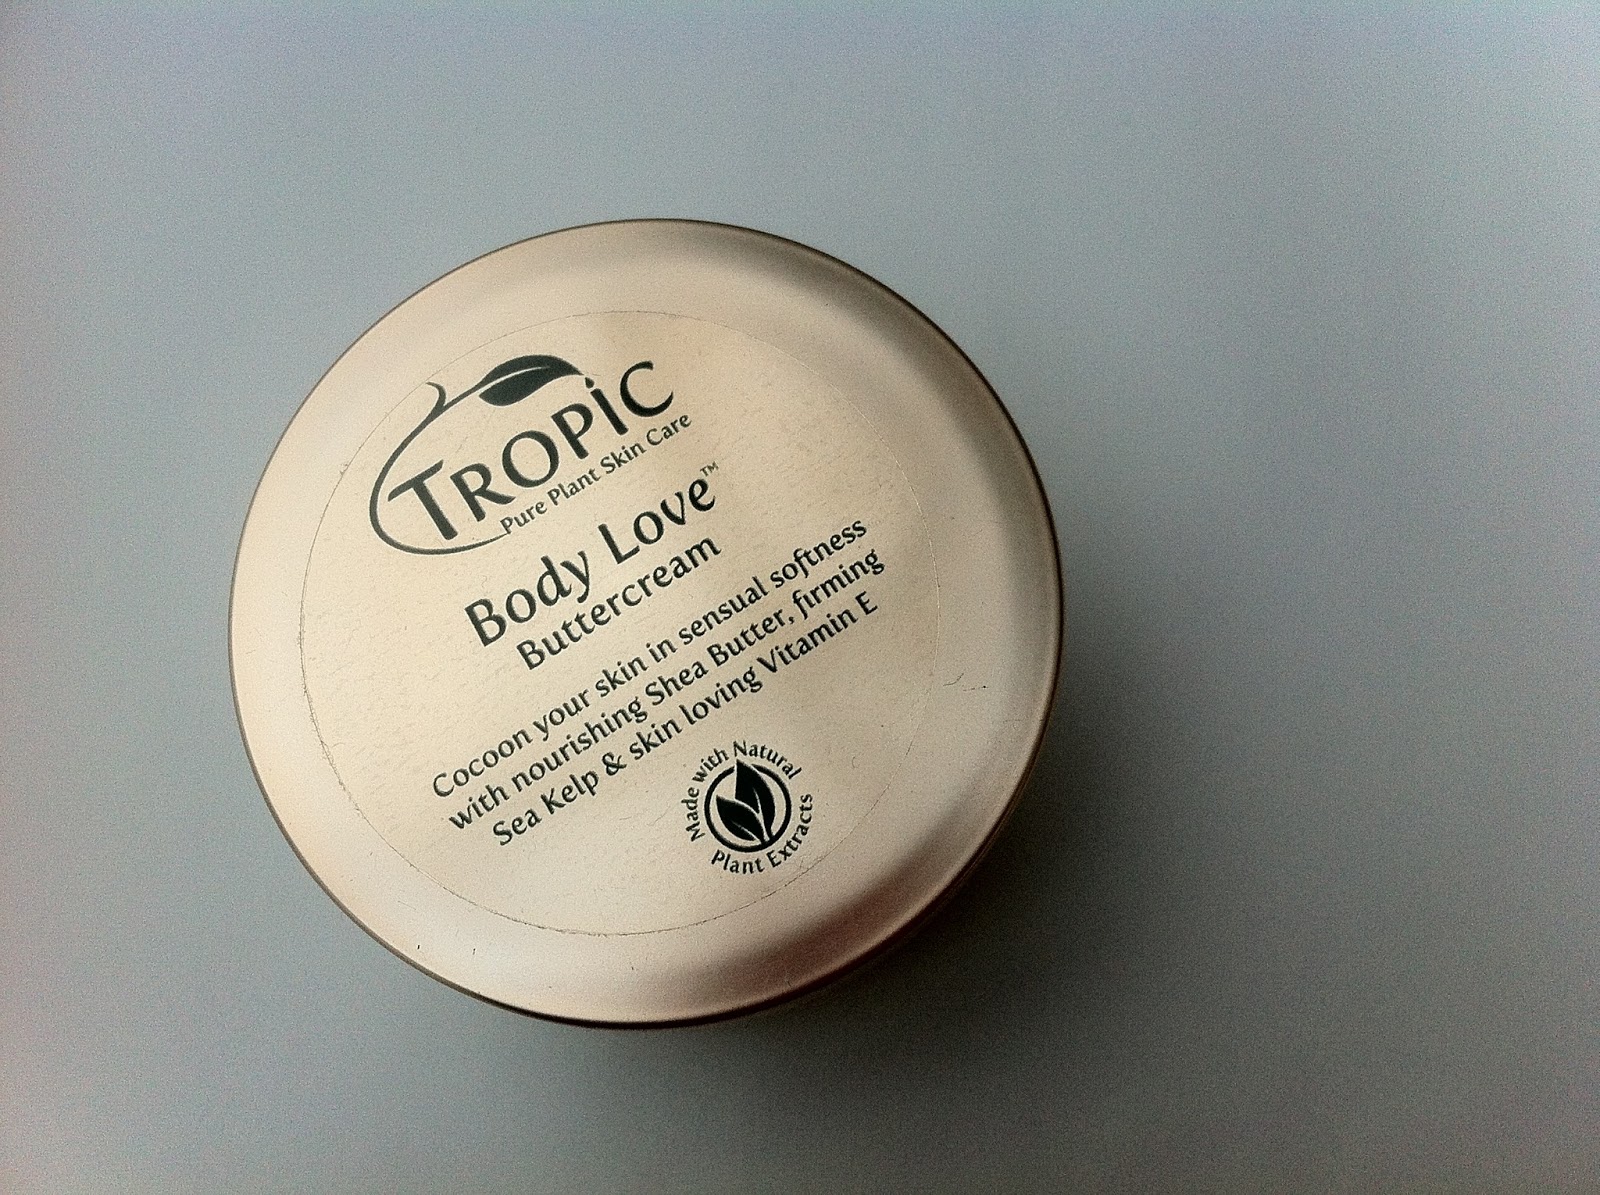 TROPIC
Pure Plant Skin Care
Body Love™
Buttercream
Cocoon your skin in sensual softness
with nourishing Shea Butter, firming
Sea Kelp & skin loving Vitamin E
Made with Natural
Plant Extracts